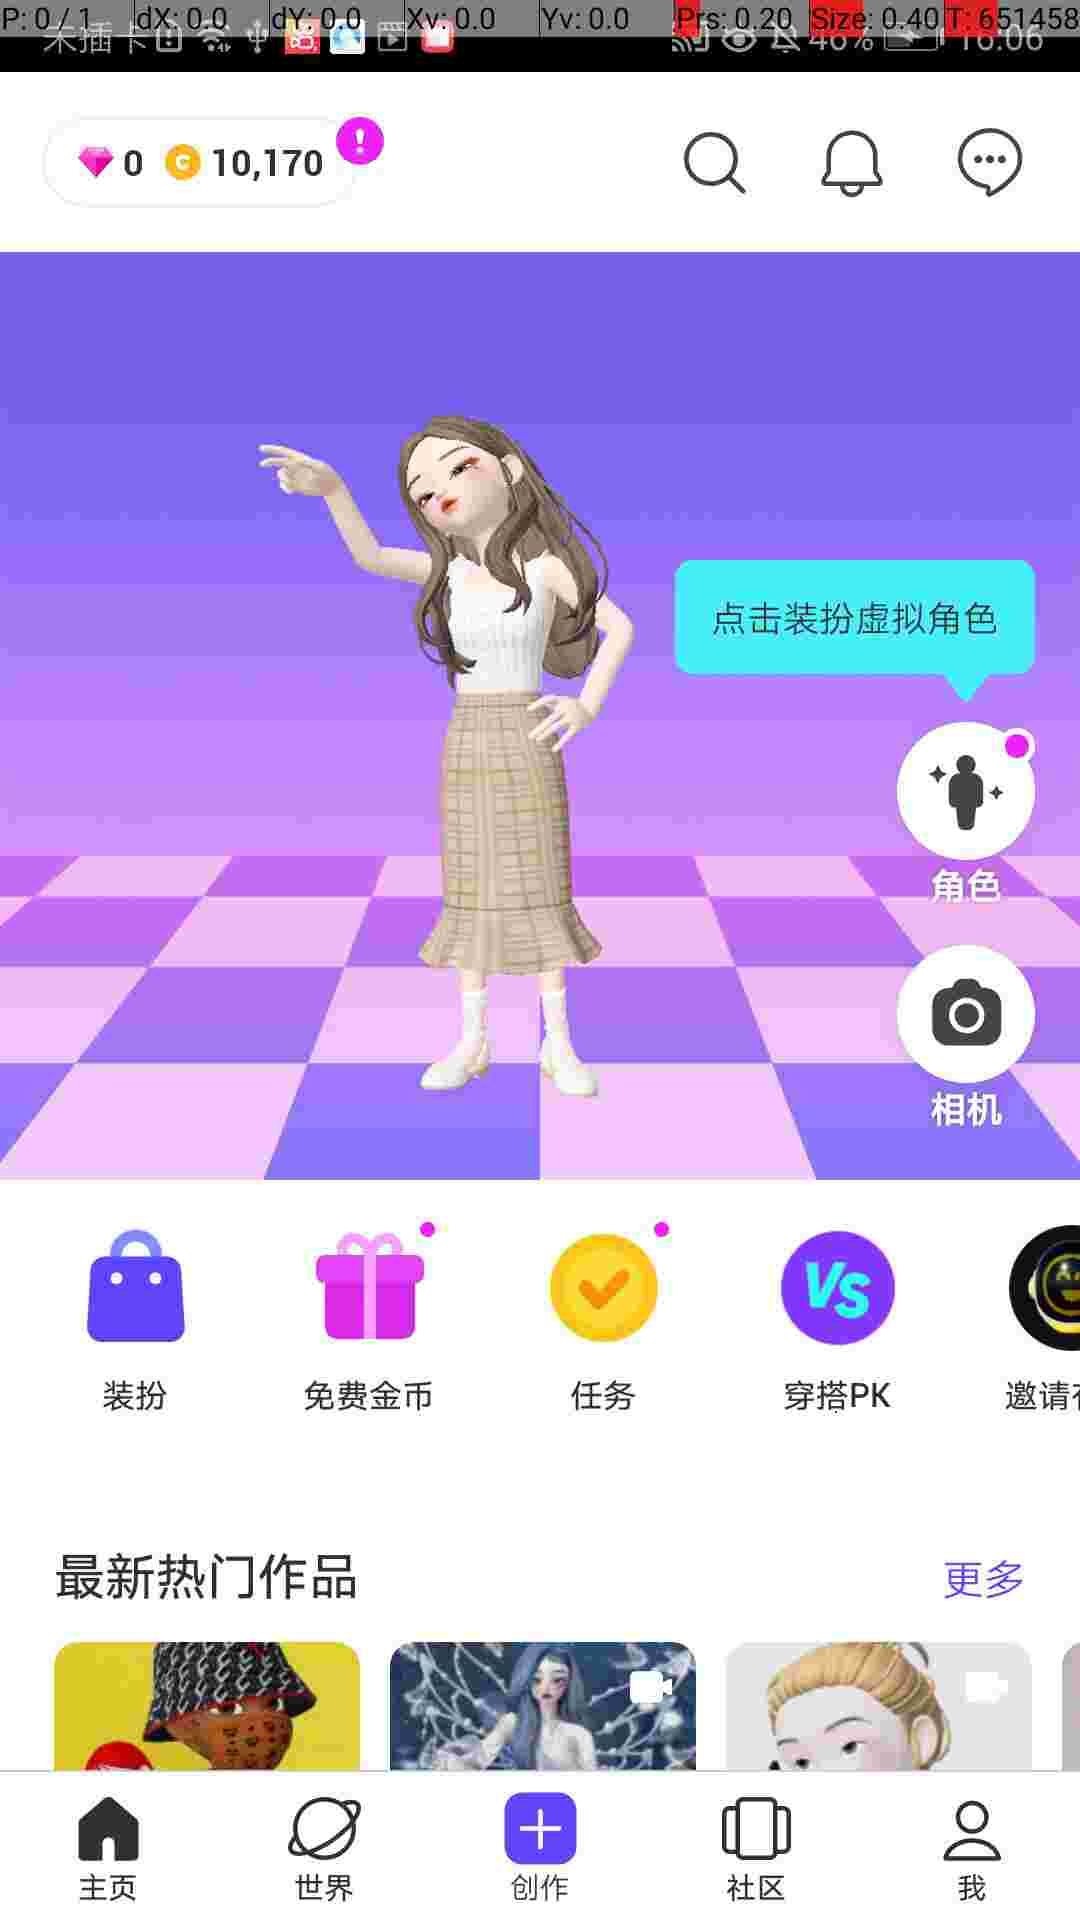 P: 0 / 1 dX: 0.0 dY: 0.0 Xv: 0.0 Yv: 0.0 Prs: 0.20 Size: 0.40 T: 651458
未插卡 46% 16:06
0 10,170
点击装扮虚拟角色
角色
相机
VS
装扮 免费金币 任务 穿搭PK 邀请
最新热门作品 更多
主页 世界 创作 社区 我